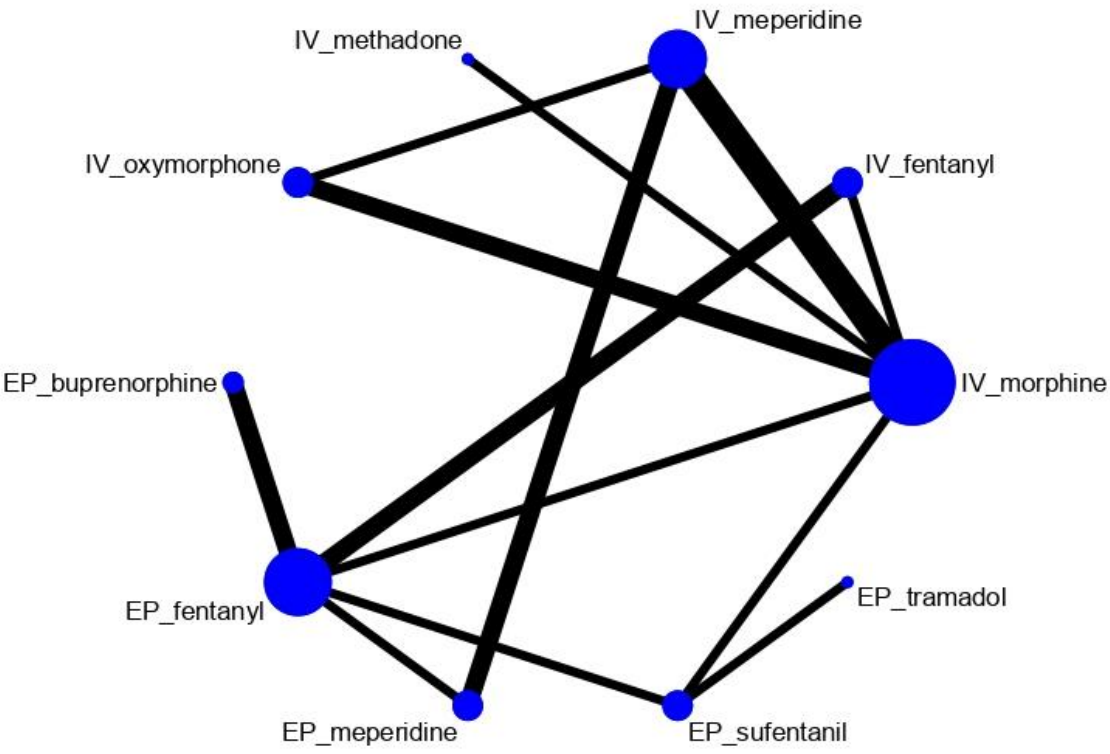 IV_meperidine
IV_methadone
IV_oxymorphone
IV_fentanyl
EP_buprenorphine
IV_morphine
EP_fentanyl
EP_tramadol
EP_meperidine
EP_sufentanil